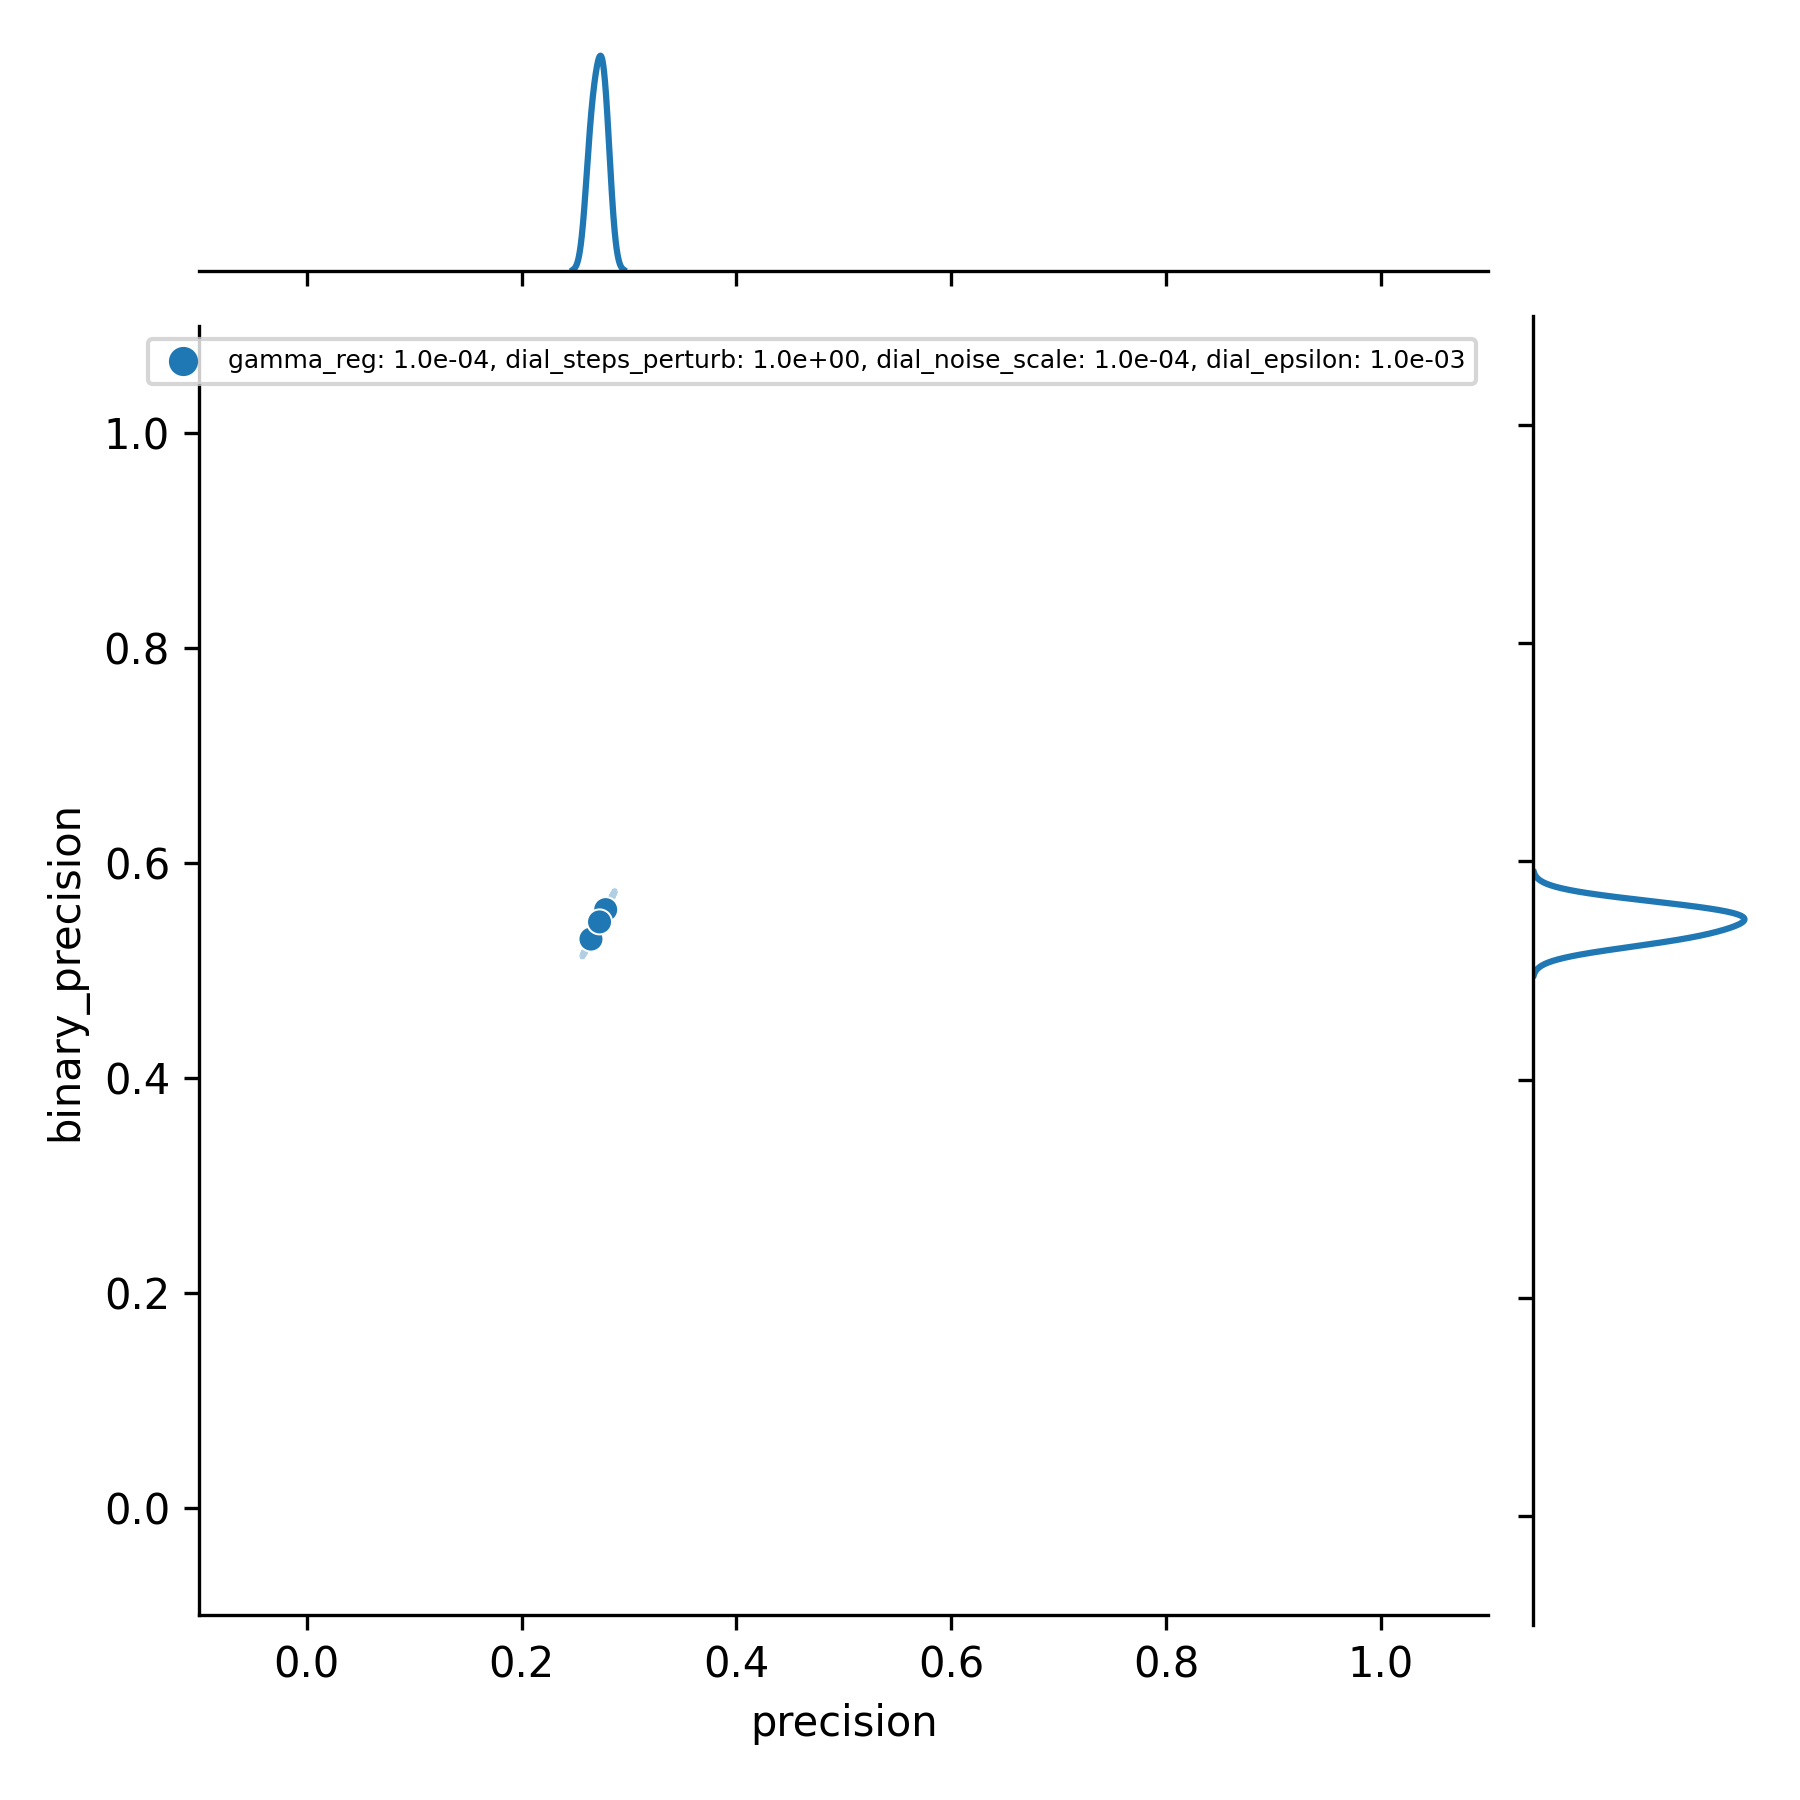 gamma_reg: 1.0e-04, dial_steps_perturb: 1.0e+00, dial_noise_scale: 1.0e-04, dial_epsilon: 1.0e-03
1.0
0.8
0.6
0.4
0.2
0.0
binary_precision
0.0 0.2 0.4 0.6 0.8 1.0
precision